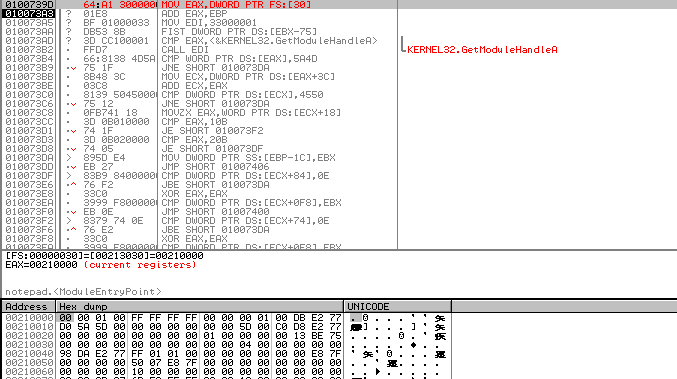 0100739D 64:A1 300000 MOV EAX,DWORD PTR FS:[30]
010073A3 ? 01E8 ADD EAX,EBP
010073A5 ? BF 01000033 MOV EDI,33000001
010073AA ? DB53 8B FIST DWORD PTR DS:[EBX-75]
010073AD ? 3D CC100001 CMP EAX,<&KERNEL32.GetModuleHandleA>
010073B2 ? FFD7 CALL EDI
KERNEL32.GetModuleHandleA
010073B4 66:8138 4D5A CMP WORD PTR DS:[EAX],5A4D
010073B9 75 1F JNE SHORT 010073DA
010073BB 8B48 3C MOV ECX,DWORD PTR DS:[EAX+3C]
010073BE 03C8 ADD ECX,EAX
010073C0 8139 50450000 CMP DWORD PTR DS:[ECX],4550
010073C6 75 12 JNE SHORT 010073DA
010073C8 0FB741 18 MOVZX EAX,WORD PTR DS:[ECX+18]
010073CC 3D 0B010000 CMP EAX,10B
010073D1 74 1F JE SHORT 010073F2
010073D3 3D 0B020000 CMP EAX,20B
010073D8 74 05 JE SHORT 010073DF
010073DA > 895D E4 MOV DWORD PTR SS:[EBP-1C],EBX
010073DD EB 27 JMP SHORT 01007406
010073DF > 83B9 84000000 CMP DWORD PTR DS:[ECX+84],0E
010073E6 76 F2 JBE SHORT 010073DA
010073E8 33C0 XOR EAX,EAX
010073EA 3999 F8000000 CMP DWORD PTR DS:[ECX+0F8],EBX
010073F0 EB 0E JMP SHORT 01007400
010073F2 > 8379 74 0E CMP DWORD PTR DS:[ECX+74],0E
010073F6 76 E2 JBE SHORT 010073DA
010073F8 33C0 XOR EAX,EAX
010073FA 3999 E8000000 CMP DWORD PTR DS:[ECX+0E8],EBX
[FS:00000030]=[00213030]=00210000
EAX=00210000 (current registers)
notepad.<ModuleEntryPoint>
Address Hex dump UNICODE
00210000 00 00 01 00 FF FF FF FF 00 00 00 01 00 DB E2 77
00210010 D0 5A 5D 00 00 00 00 00 00 00 5D 00 C0 D8 E2 77
00210020 00 00 00 00 00 00 00 00 01 00 00 00 00 13 BE 75
00210030 00 00 00 00 00 00 00 00 04 00 00 00 00 00 00 00
00210040 98 DA E2 77 FF 01 01 00 00 00 00 00 00 00 E8 7F
00210050 00 00 00 00 50 07 E8 7F 00 00 00 00 00 00 00 00
00210060 00 00 00 00 10 00 00 00 00 00 00 00 00 00 00 00